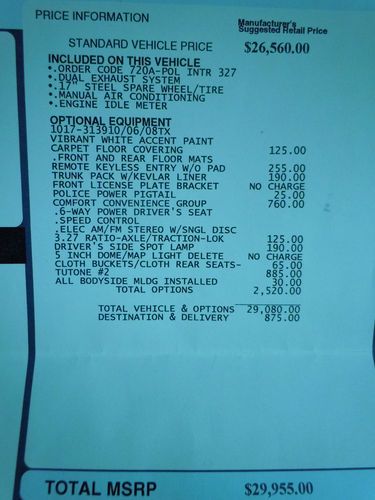 PRICE INFORMATION
Manufacturer's
Suggested Retail Price
STANDARD VEHICLE PRICE $26,560.00
INCLUDED ON THIS VEHICLE
•.ORDER CODE 720A-POL INTR 327
•.DUAL EXHAUST SYSTEM
•.17" STEEL SPARE WHEEL/TIRE
•.MANUAL AIR CONDITIONING
•.ENGINE IDLE METER
OPTIONAL EQUIPMENT
1017-313910/06/08TX
VIBRANT WHITE ACCENT PAINT
CARPET FLOOR COVERING 125.00
.FRONT AND REAR FLOOR MATS
REMOTE KEYLESS ENTRY W/O PAD 255.00
TRUNK PACK W/KEVLAR LINER 190.00
FRONT LICENSE PLATE BRACKET NO CHARGE
POLICE POWER PIGTAIL 25.00
COMFORT CONVENIENCE GROUP 760.00
.6-WAY POWER DRIVER'S SEAT
.SPEED CONTROL
.ELEC AM/FM STEREO W/SNGL DISC
3.27 RATIO-AXLE/TRACTION-LOK 125.00
DRIVER'S SIDE SPOT LAMP 190.00
5 INCH DOME/MAP LIGHT DELETE NO CHARGE
CLOTH BUCKETS/CLOTH REAR SEATS- 65.00
TUTONE #2 885.00
ALL BODYSIDE MLDG INSTALLED 30.00
TOTAL OPTIONS 2,520.00
TOTAL VEHICLE & OPTIONS 29,080.00
DESTINATION & DELIVERY 875.00
TOTAL MSRP $29,955.00